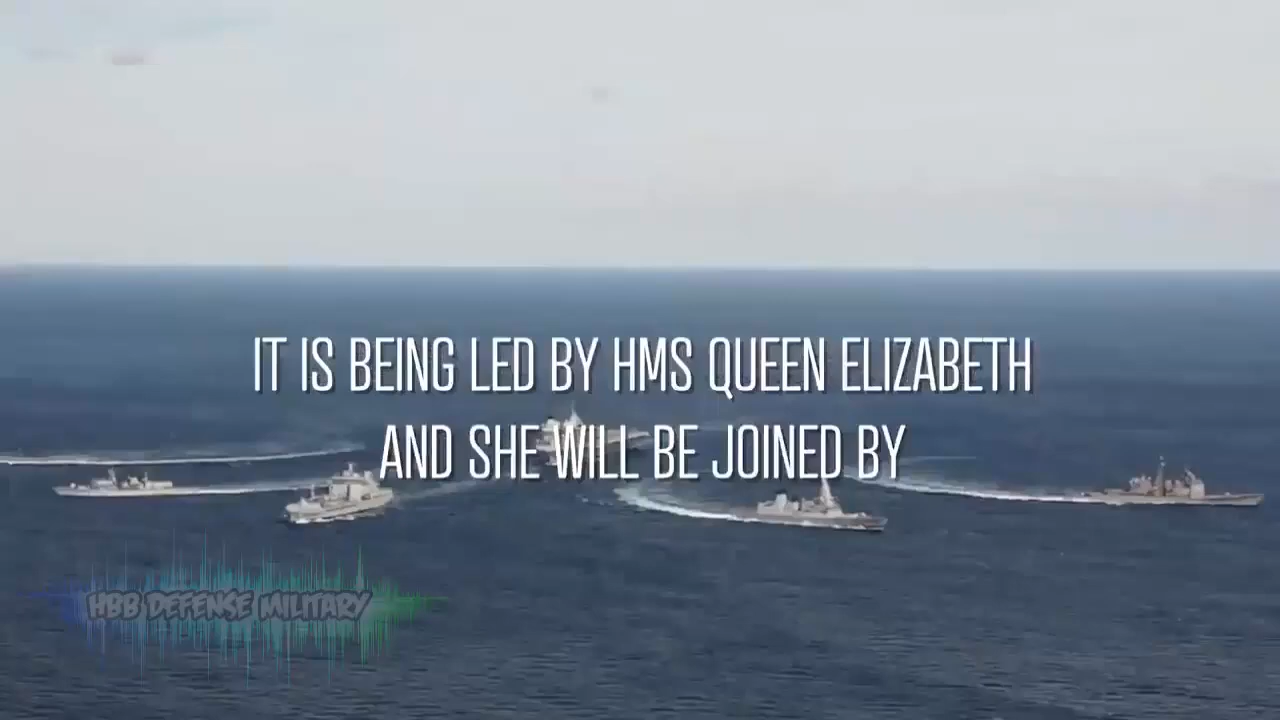 IT IS BEING LED BY HMS QUEEN ELIZABETH
AND SHE WILL BE JOINED BY
HBB DEFENSE MILITARY